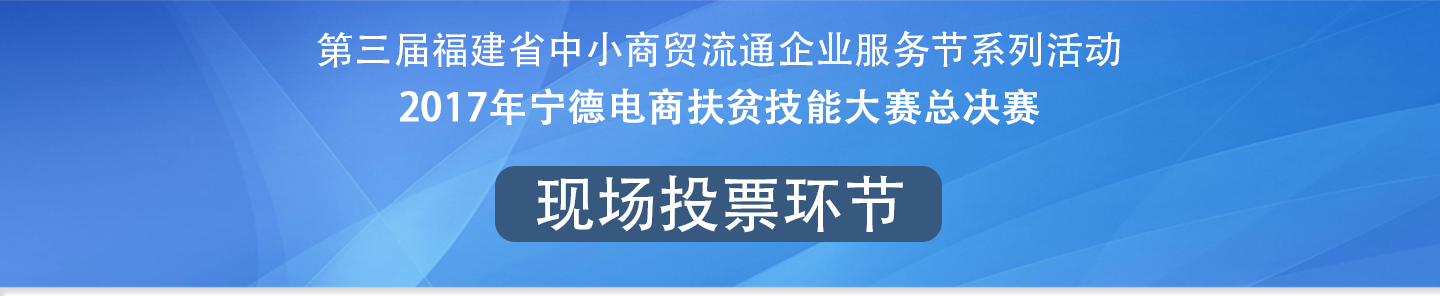 第三届福建省中小商贸流通企业服务节系列活动
2017年宁德电商扶贫技能大赛总决赛
现场投票环节